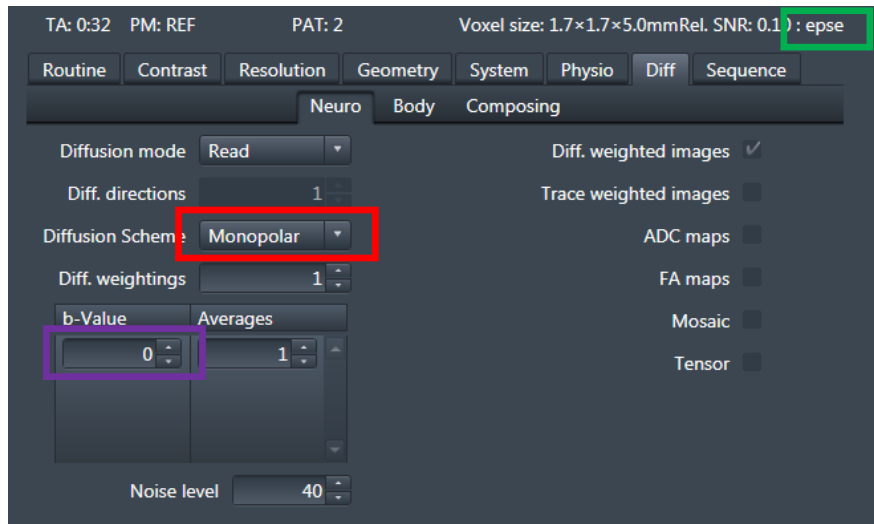 TA: 0:32 PM: REF PAT: 2 Voxel size: 1.7×1.7×5.0mmRel. SNR: 0.10 : epse
Routine Contrast Resolution Geometry System Physio Diff Sequence
Neuro Body Composing
Diffusion mode Read Diff. weighted images
Diff. directions 1 Trace weighted images
Diffusion Scheme Monopolar ADC maps
Diff. weightings 1 FA maps
b-Value Averages Mosaic
0 1 Tensor
Noise level 40